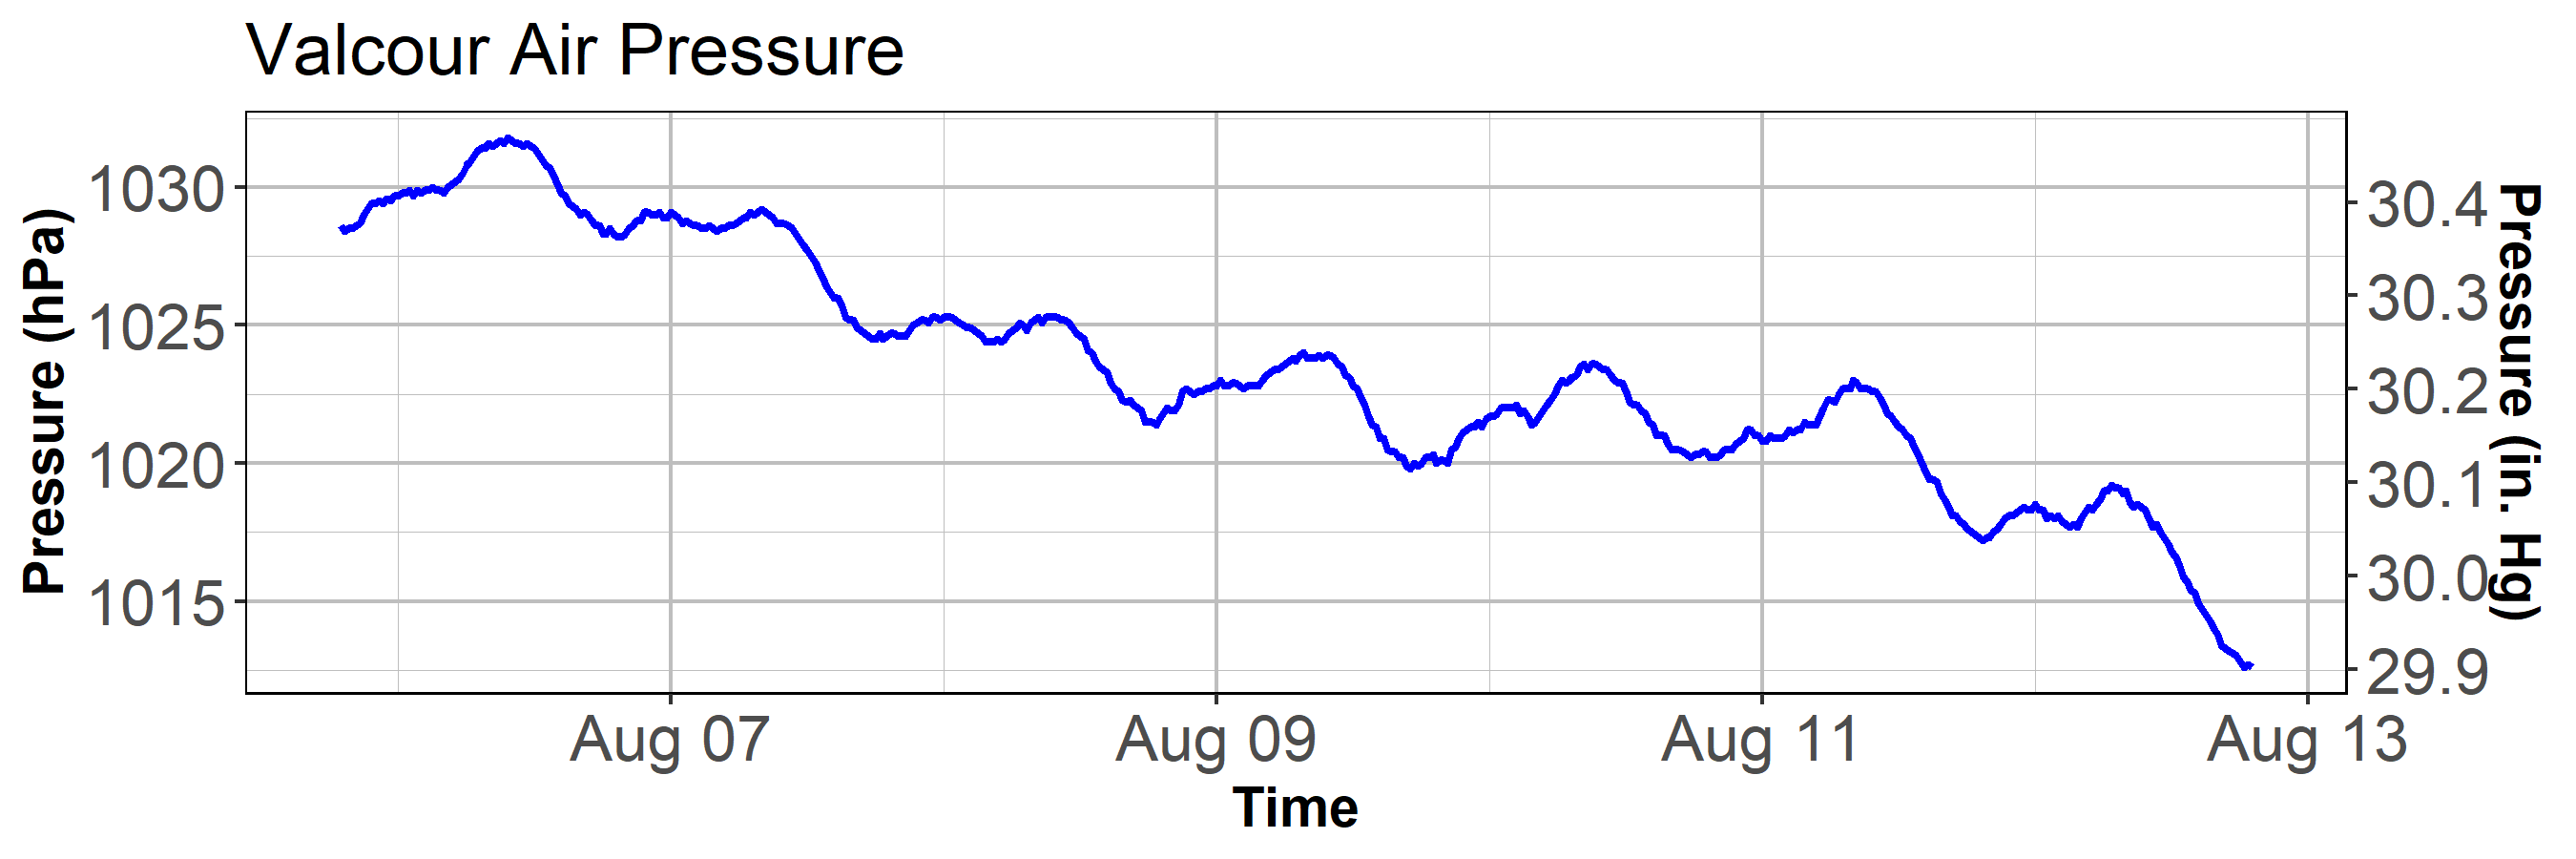 Valcour Air Pressure
Pressure (hPa)
1030
1025
1020
1015
30.4
30.3
30.2
30.1
30.0
29.9
Pressure (in. Hg)
Aug 07
Aug 09
Aug 11
Aug 13
Time